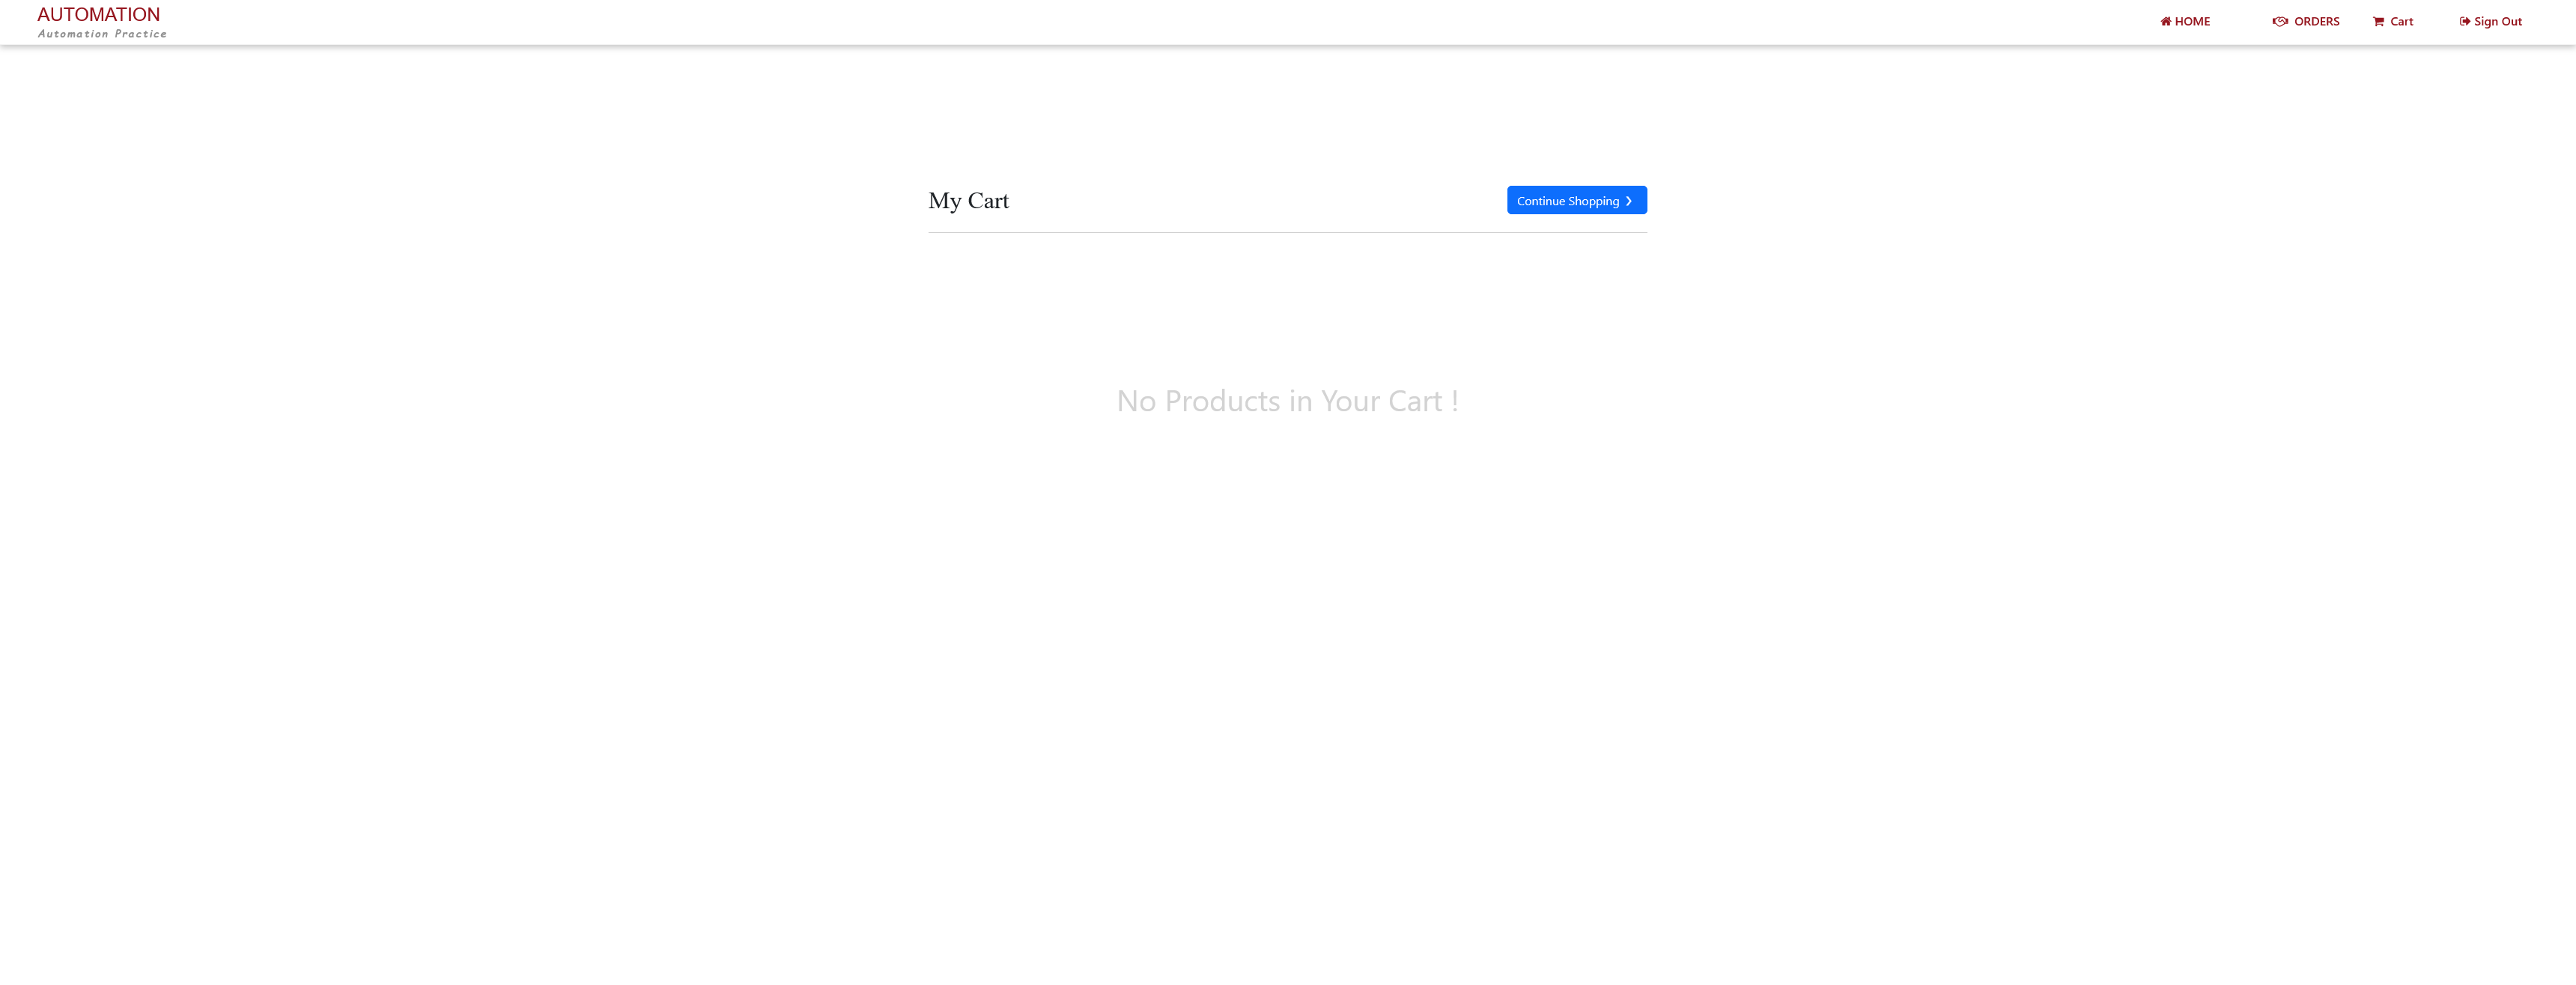 AUTOMATION
Automation Practice
HOME
ORDERS
Cart
Sign Out
My Cart
Continue Shopping
No Products in Your Cart !